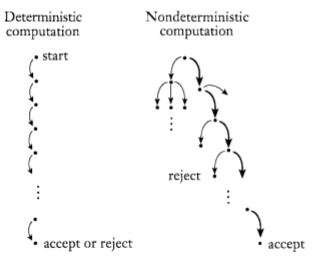 Deterministic
computation
Nondeterministic
computation
start
reject
accept or reject
accept